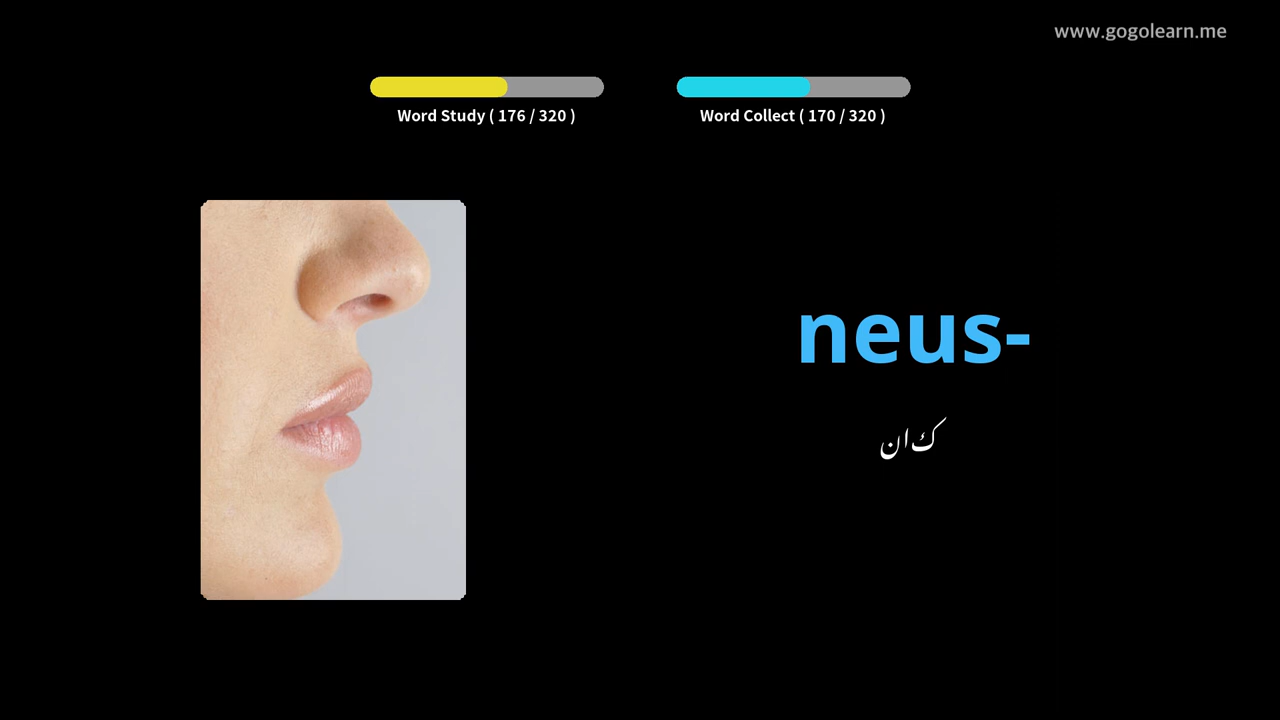 www.gogolearn.me
Word Study ( 176 / 320 )
Word Collect ( 170 / 320 )
neus-
ك ان